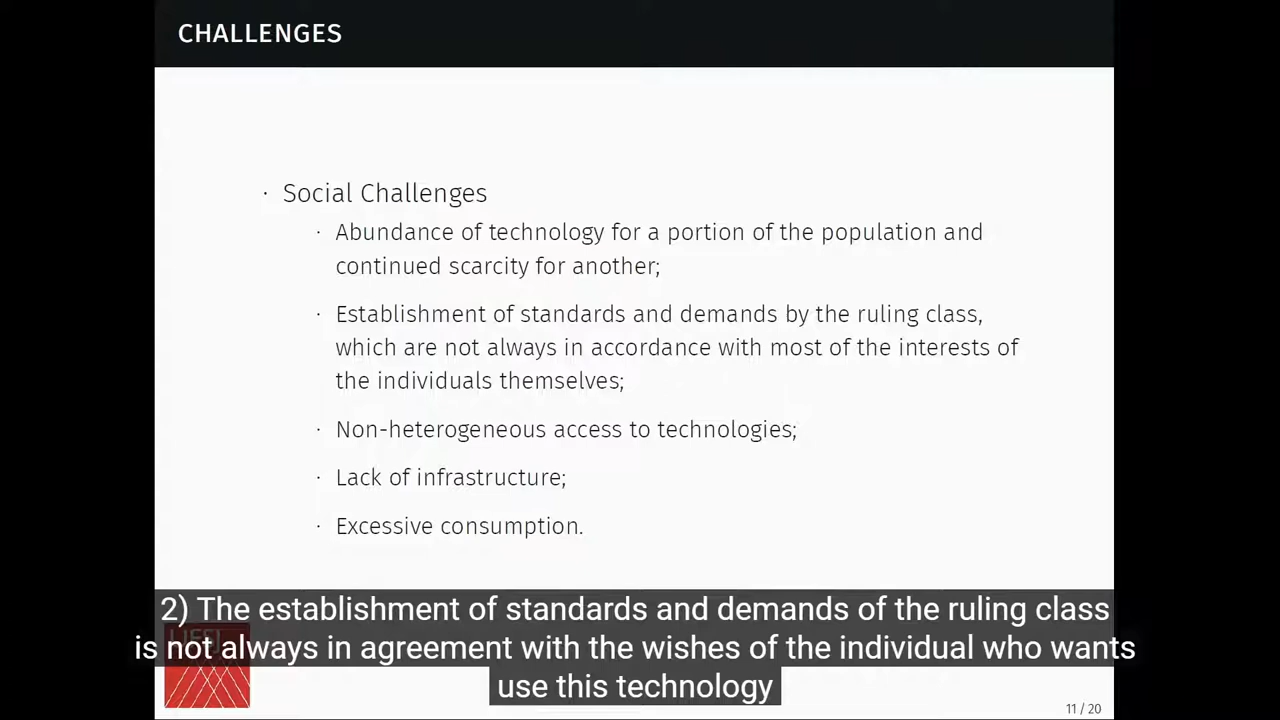 CHALLENGES
· Social Challenges
· Abundance of technology for a portion of the population and
continued scarcity for another;
· Establishment of standards and demands by the ruling class,
which are not always in accordance with most of the interests of
the individuals themselves;
· Non-heterogeneous access to technologies;
· Lack of infrastructure;
· Excessive consumption.
2) The establishment of standards and demands of the ruling class
is not always in agreement with the wishes of the individual who wants
use this technology
11 / 20